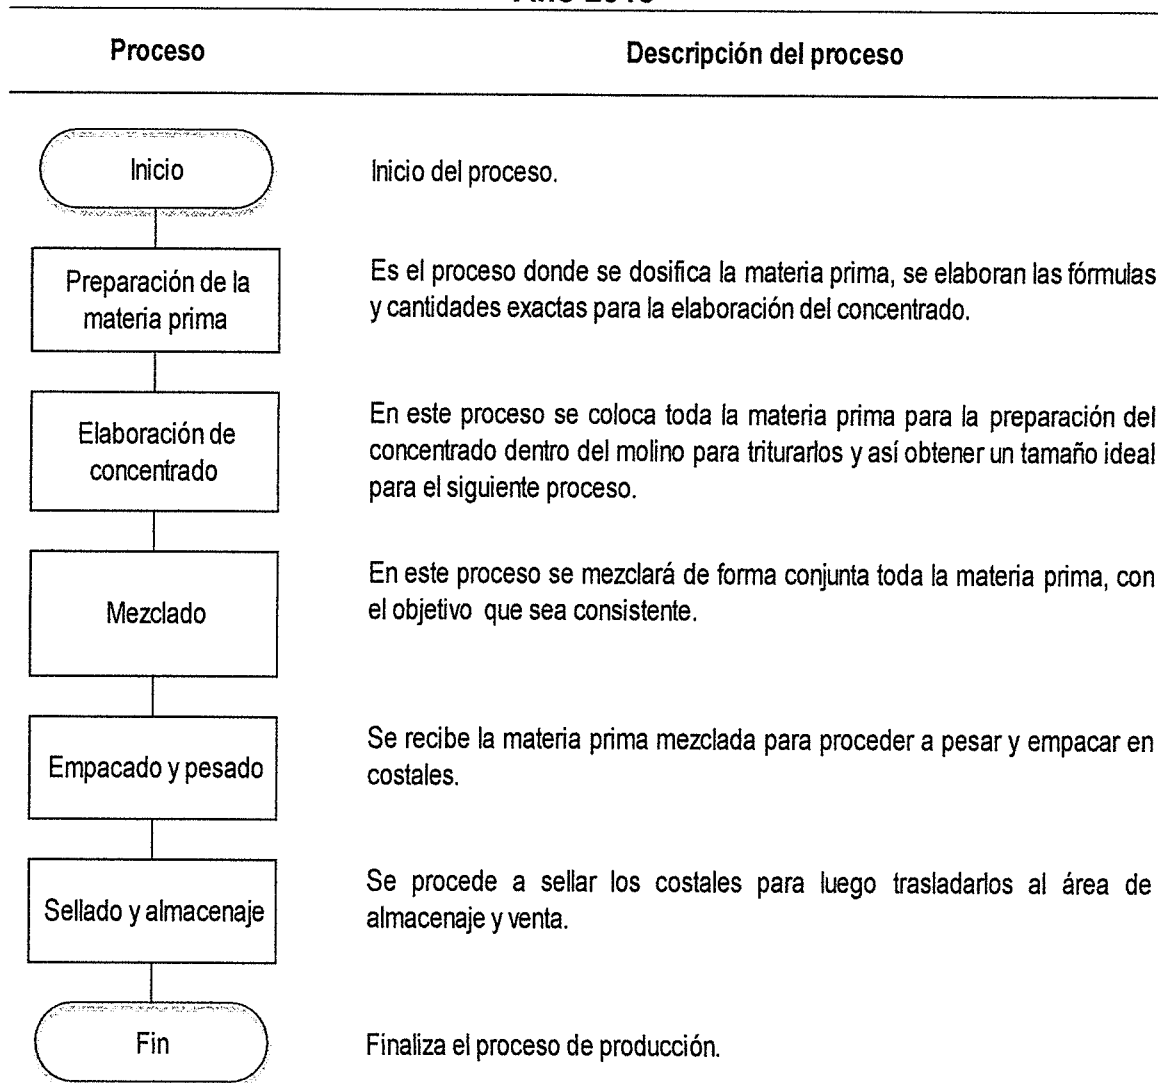 Proceso
Descripción del proceso
Inicio
Inicio del proceso.
Preparación de la
materia prima
Es el proceso donde se dosifica la materia prima, se elaboran las fórmulas
y cantidades exactas para la elaboración del concentrado.
Elaboración de
concentrado
En este proceso se coloca toda la materia prima para la preparación del
concentrado dentro del molino para triturarlos y así obtener un tamaño ideal
para el siguiente proceso.
Mezclado
En este proceso se mezclará de forma conjunta toda la materia prima, con
el objetivo que sea consistente.
Empacado y pesado
Se recibe la materia prima mezclada para proceder a pesar y empacar en
costales.
Sellado y almacenaje
Se procede a sellar los costales para luego trasladarlos al área de
almacenaje y venta.
Fin
Finaliza el proceso de producción.